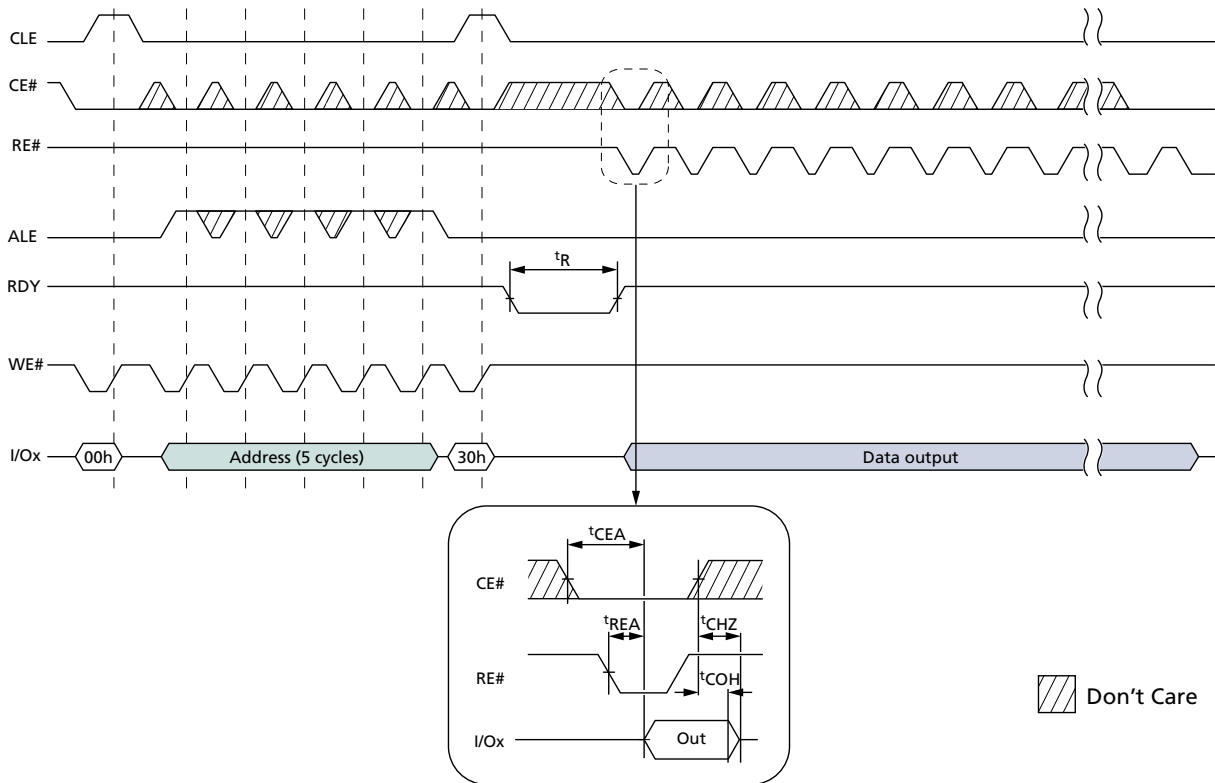 CLE
CE#
RE#
ALE
tR
RDY
WE#
I/Ox
00h
Address (5 cycles)
30h
Data output
tCEA
CE#
tREA
tCHZ
RE#
tCOH
I/Ox
Out
Don't Care